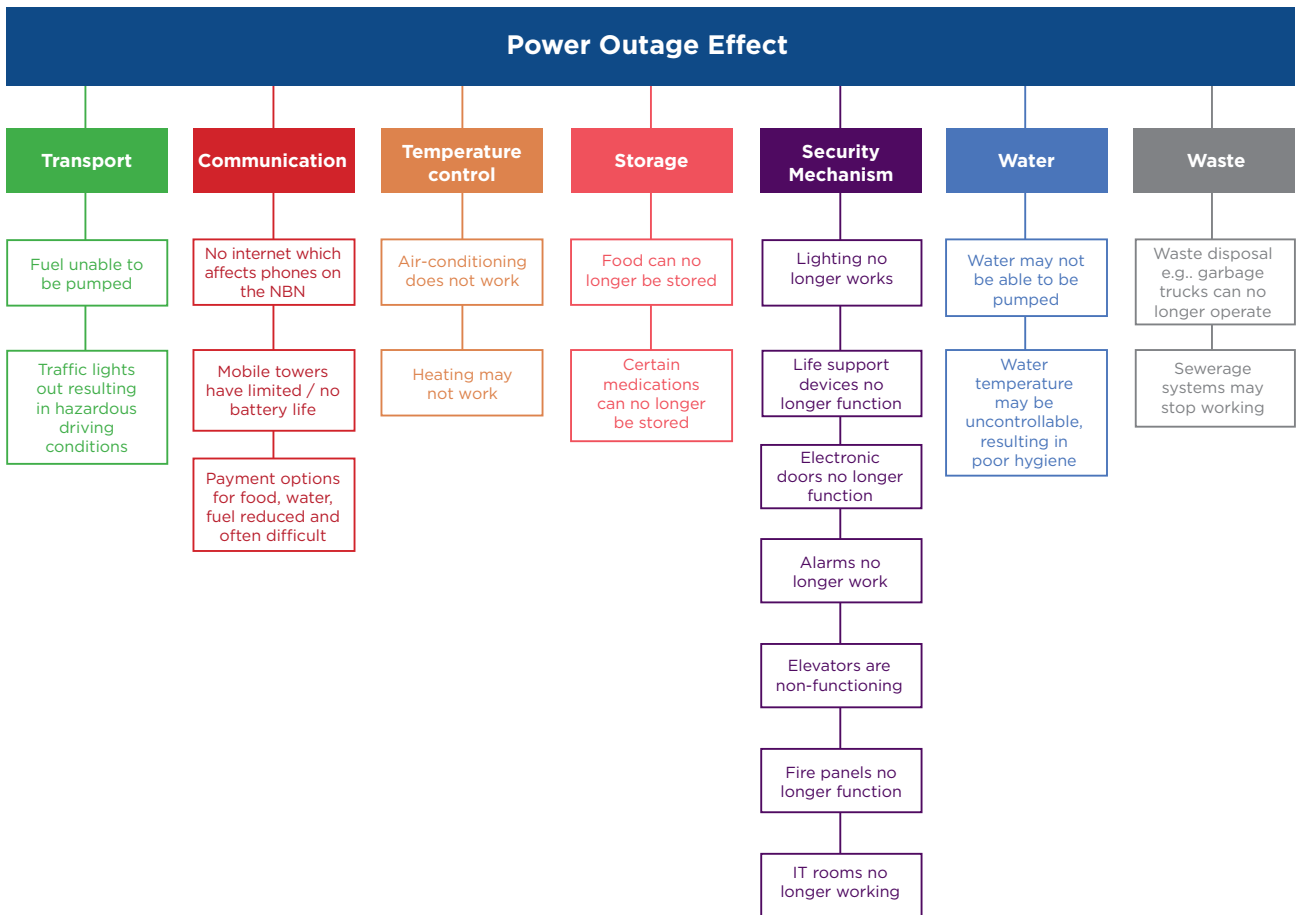 Power Outage Effect
Transport
Fuel unable to
be pumped
Traffic lights
out resulting
in hazardous
driving
conditions
Communication
No internet which
affects phones on
the NBN
Mobile towers
have limited / no
battery life
Payment options
for food, water,
fuel reduced and
often difficult
Temperature
control
Air-conditioning
does not work
Heating may
not work
Storage
Food can no
longer be stored
Certain
medications
can no longer
be stored
Security
Mechanism
Lighting no
longer works
Life support
devices no
longer function
Electronic
doors no longer
function
Alarms no
longer work
Elevators are
non-functioning
Fire panels no
longer function
IT rooms no
longer working
Water
Water may not
be able to be
pumped
Water
temperature
may be
uncontrollable,
resulting in
poor hygiene
Waste
Waste disposal
e.g.. garbage
trucks can no
longer operate
Sewerage
systems may
stop working